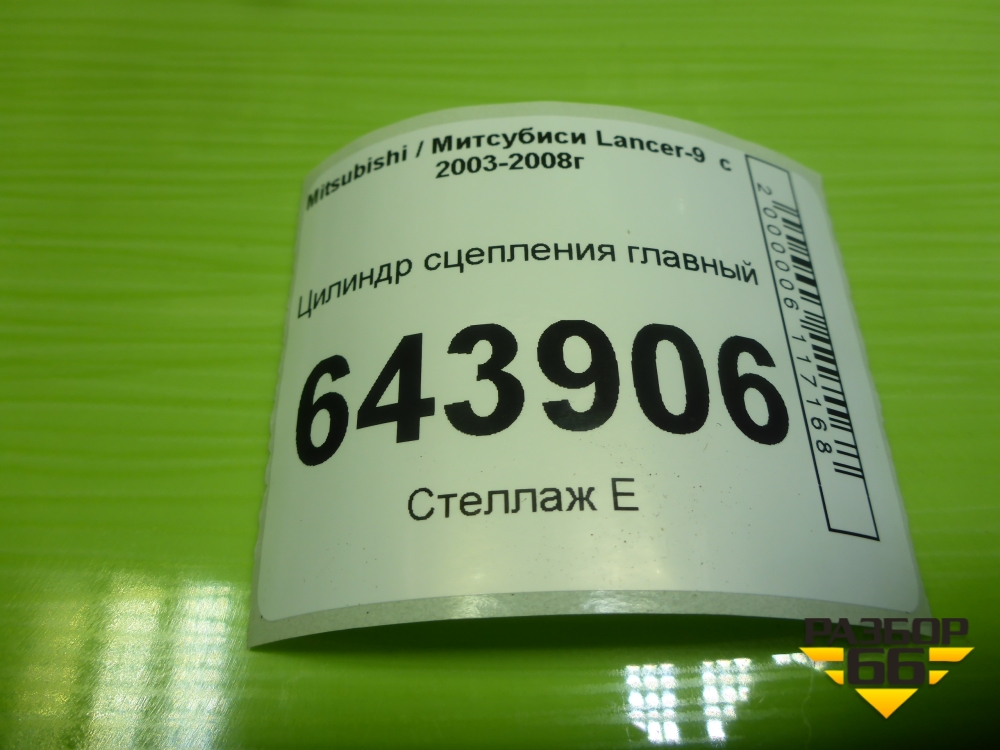 Mitsubishi / Митсубиси Lancer-9 с
2003-2008г
Цилиндр сцепления главный
643906
Стеллаж Е
2000006117168
РАЗБОР
66